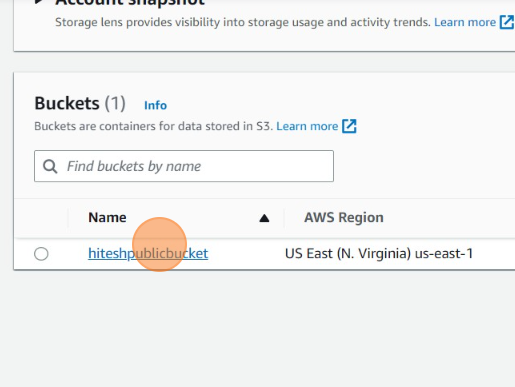 Account snapshot
Storage lens provides visibility into storage usage and activity trends. Learn more
Buckets (1) Info
Buckets are containers for data stored in S3. Learn more
Find buckets by name
Name AWS Region
hiteshpublicbucket US East (N. Virginia) us-east-1